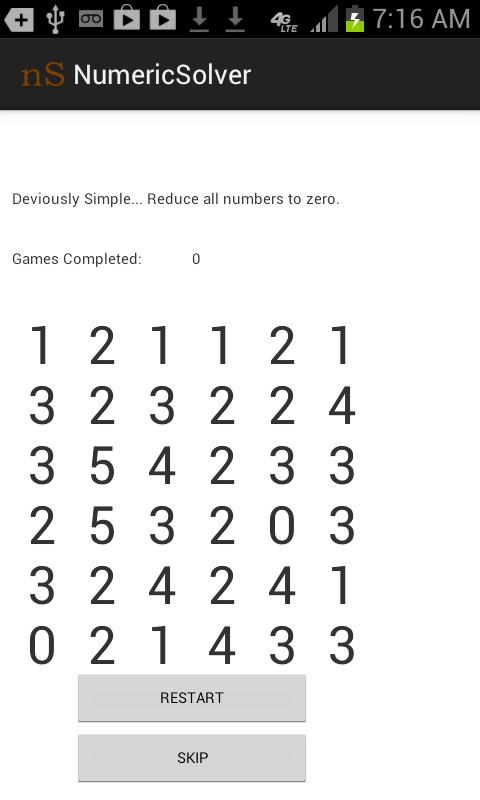 4G LTE 7:16 AM
nS NumericSolver
Deviously Simple... Reduce all numbers to zero.
Games Completed: 0
1 2 1 1 2 1
3 2 3 2 2 4
3 5 4 2 3 3
2 5 3 2 0 3
3 2 4 2 4 1
0 2 1 4 3 3
RESTART
SKIP